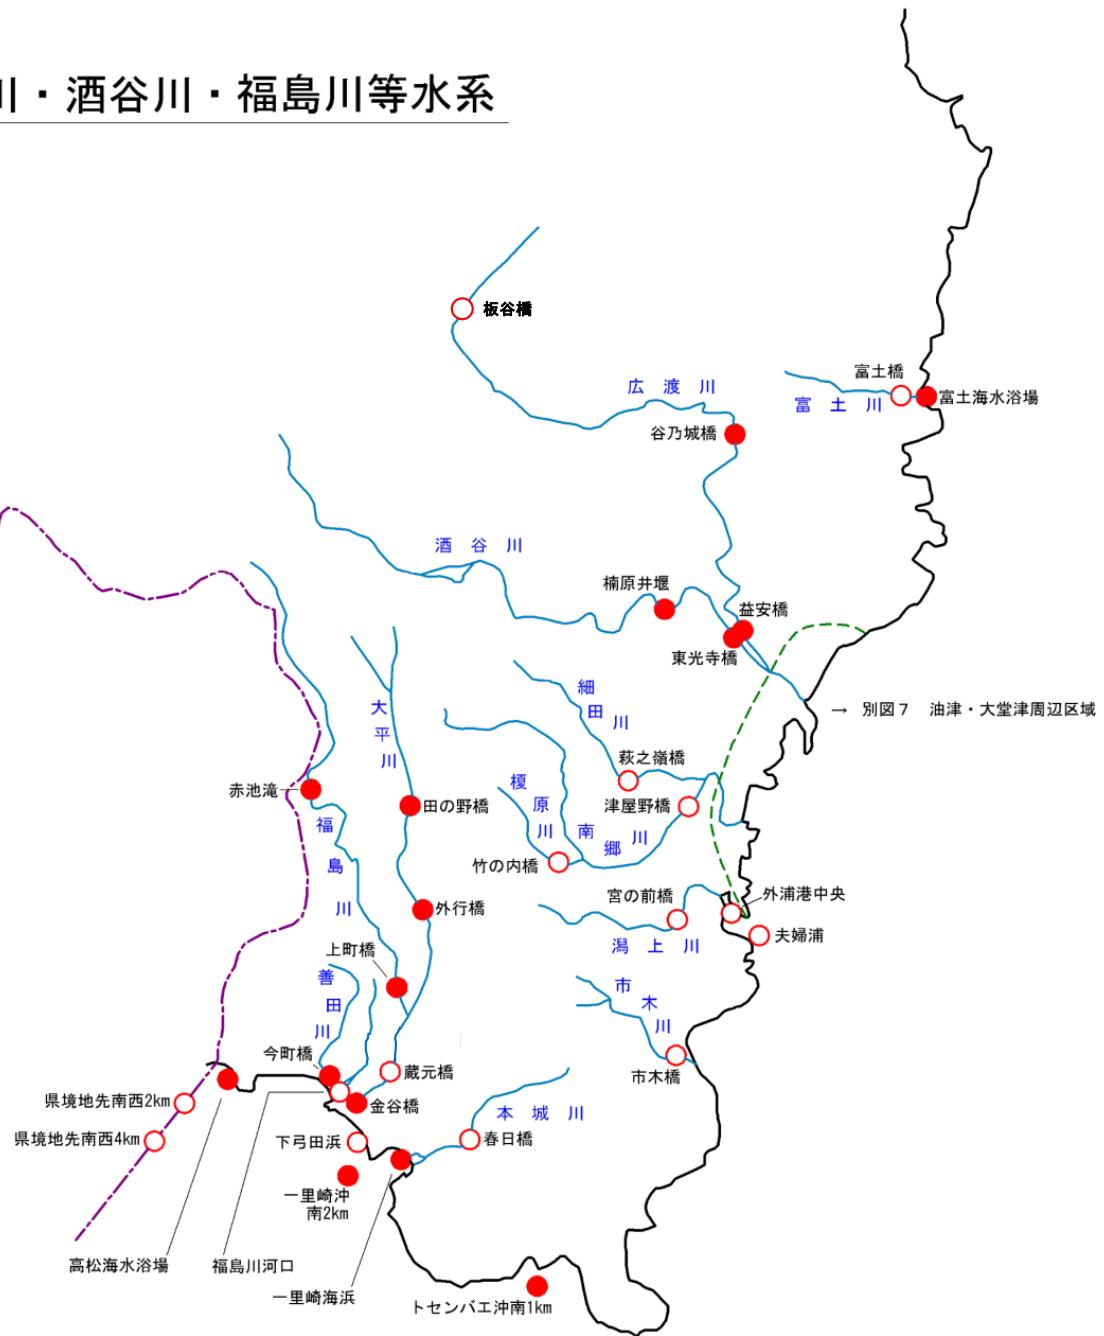 川・酒谷川・福島川等水系
板谷橋
広渡川
富土橋
富土川
富土海水浴場
谷乃城橋
酒谷川
楠原井堰
益安橋
東光寺橋
細田川
大平川
→ 別図7 油津・大堂津周辺区域
萩之嶺橋
赤池滝
田の野橋
榎原川
津屋野橋
福島川
南郷川
竹の内橋
宮の前橋
外浦港中央
外行橋
夫婦浦
潟上川
上町橋
善田川
市木川
今町橋
蔵元橋
市木橋
県境地先南西2km
金谷橋
本城川
県境地先南西4km
下弓田浜
春日橋
一里崎沖
南2km
高松海水浴場
福島川河口
一里崎海浜
トセンバエ沖南1km